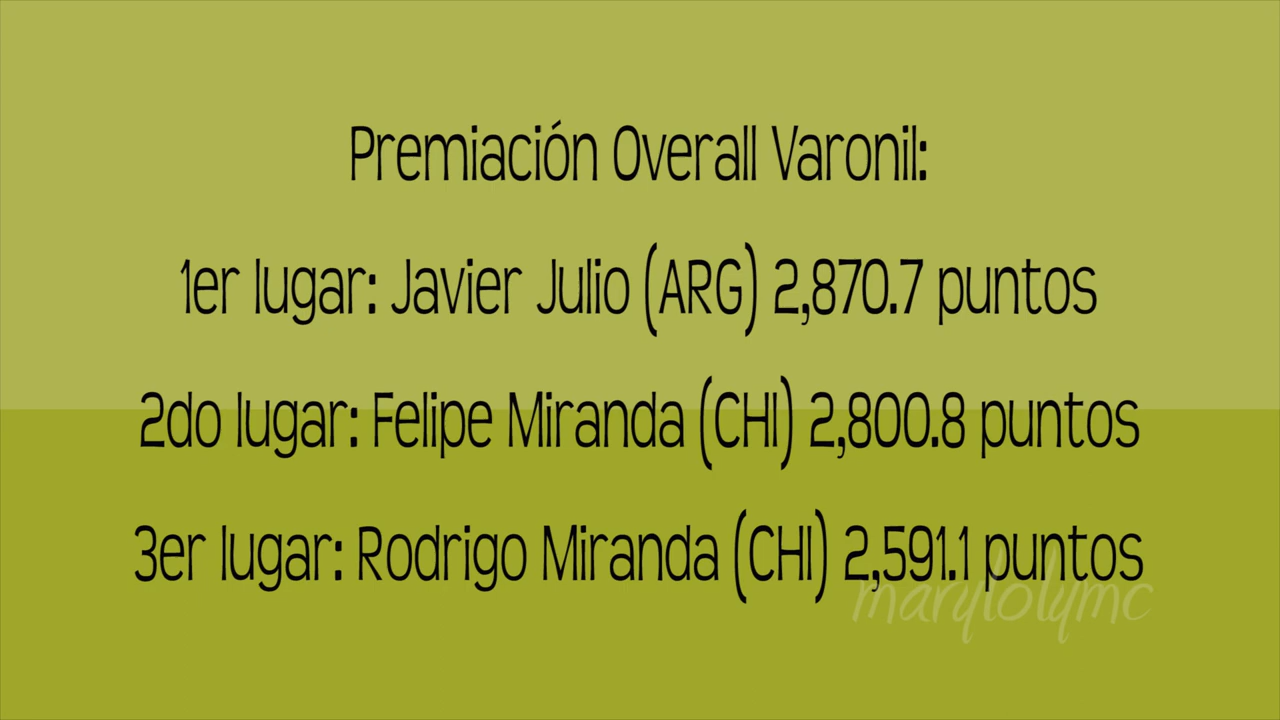 Premiación Overall Varonil:
1er lugar: Javier Julio (ARG) 2,870.7 puntos
2do lugar: Felipe Miranda (CHI) 2,800.8 puntos
3er lugar: Rodrigo Miranda (CHI) 2,591.1 puntos
marylolymc